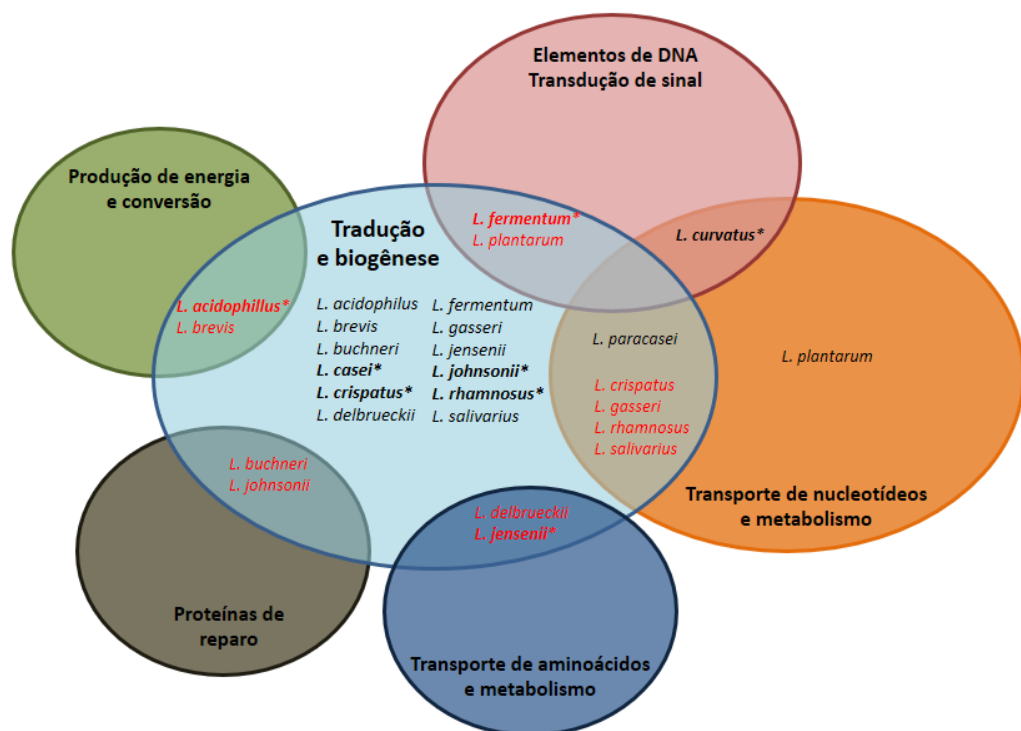 Elementos de DNA
Transdução de sinal
Produção de energia
e conversão
L. fermentum*
L. plantarum
Tradução
e biogênese
L. curvatus*
L. acidophillus*
L. brevis
L. acidophilus
L. brevis
L. buchneri
L. casei*
L. crispatus*
L. delbrueckii
L. fermentum
L. gasseri
L. jensenii
L. johnsonii*
L. rhamnosus*
L. salivarius
L. paracasei
L. crispatus
L. gasseri
L. rhamnosus
L. salivarius
L. plantarum
L. buchneri
L. johnsonii
L. delbrueckii
L. jensenii*
Transporte de nucleotídeos
e metabolismo
Proteínas de
reparo
Transporte de aminoácidos
e metabolismo